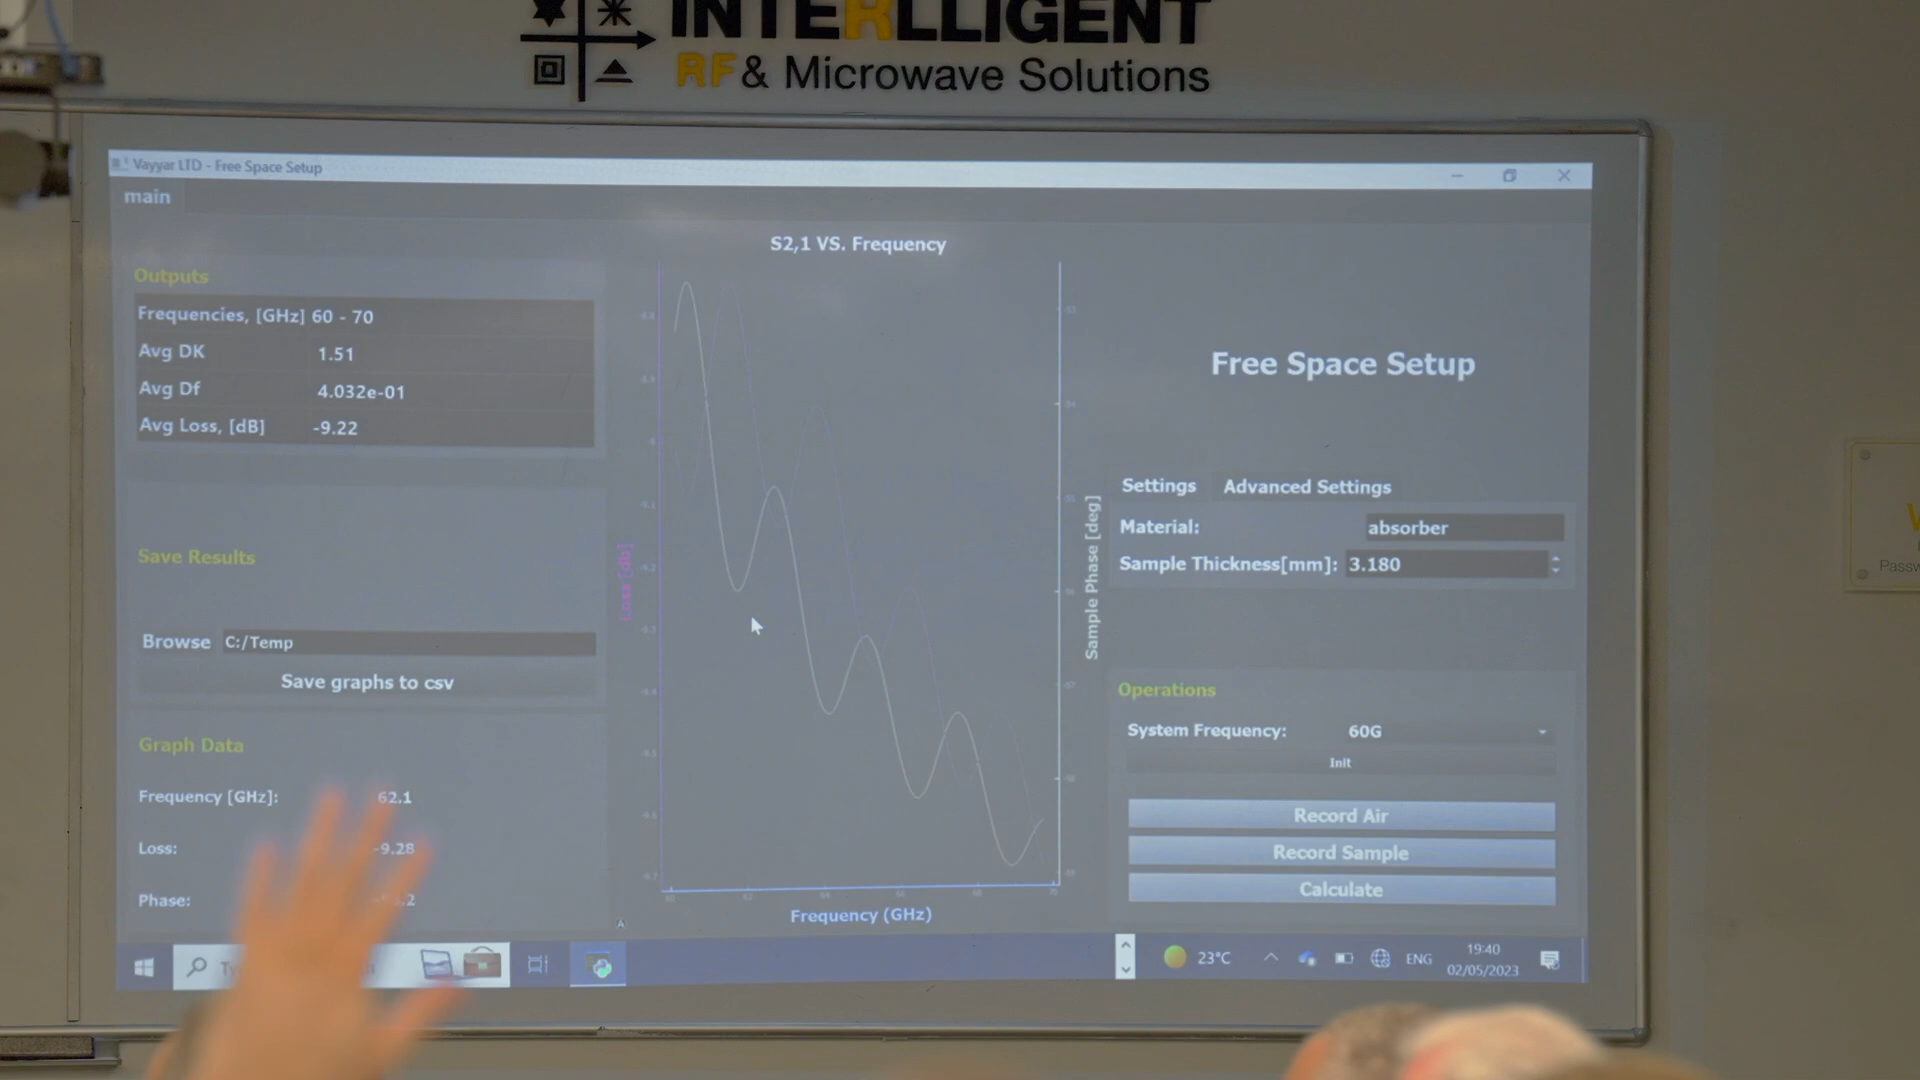 INTERLLIGENT
RF & Microwave Solutions
Vayyar LTD - Free Space Setup
main
S2,1 VS. Frequency
Outputs
Frequencies, [GHz] 60 - 70
Avg DK 1.51
Avg Df 4.032e-01
Avg Loss, [dB] -9.22
Save Results
Browse C:/Temp
Save graphs to csv
Graph Data
Frequency [GHz]: 62.1
Loss: -9.28
Phase:
Loss [db]
Sample Phase [deg]
Frequency (GHz)
Free Space Setup
Settings Advanced Settings
Material: absorber
Sample Thickness[mm]: 3.180
Operations
System Frequency: 60G
Init
Record Air
Record Sample
Calculate
23°C
ENG
19:40
02/05/2023